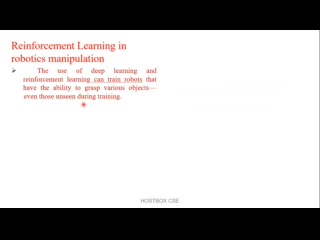 Reinforcement Learning in
robotics manipulation
➢ The use of deep learning and
reinforcement learning can train robots that
have the ability to grasp various objects—
even those unseen during training.
HOSTBOX CSE